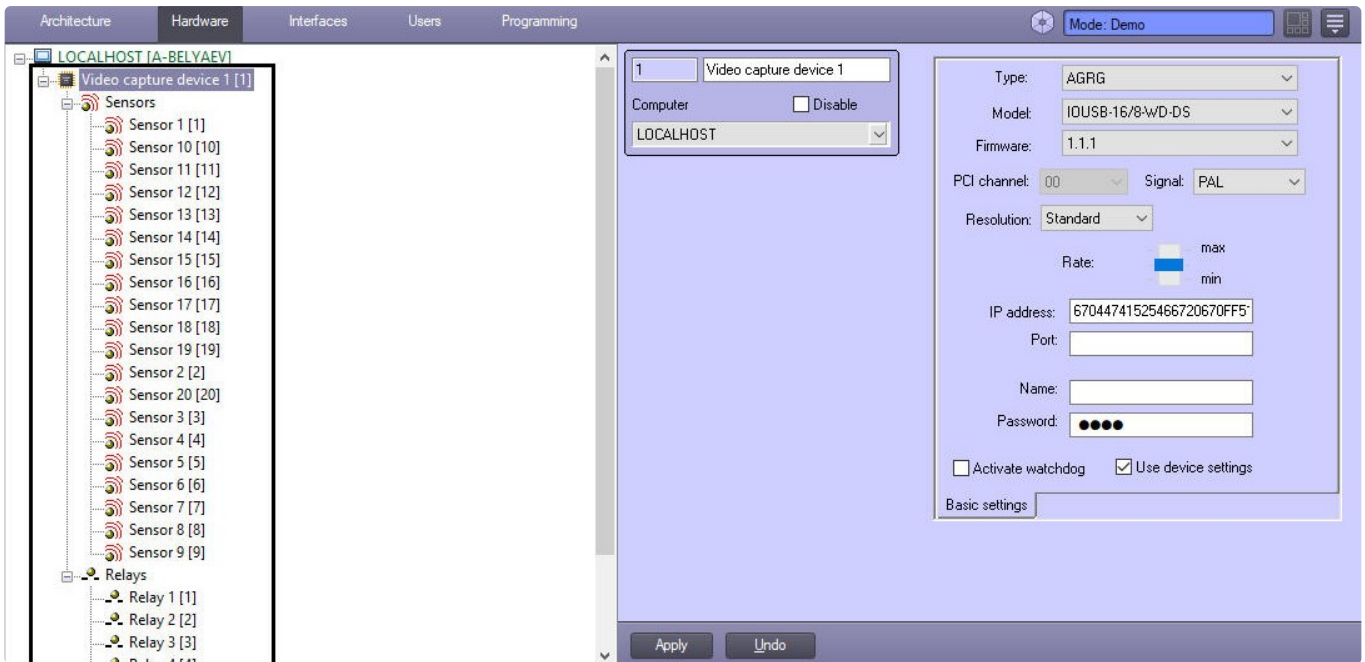 Architecture Hardware Interfaces Users Programming Mode: Demo
LOCALHOST [A-BELYAEV]
Video capture device 1 [1]
Sensors
Sensor 1 [1]
Sensor 10 [10]
Sensor 11 [11]
Sensor 12 [12]
Sensor 13 [13]
Sensor 14 [14]
Sensor 15 [15]
Sensor 16 [16]
Sensor 17 [17]
Sensor 18 [18]
Sensor 19 [19]
Sensor 2 [2]
Sensor 20 [20]
Sensor 3 [3]
Sensor 4 [4]
Sensor 5 [5]
Sensor 6 [6]
Sensor 7 [7]
Sensor 8 [8]
Sensor 9 [9]
Relays
Relay 1 [1]
Relay 2 [2]
Relay 3 [3]
1 Video capture device 1
Computer Disable
LOCALHOST
Type: AGRG
Model: IOUSB-16/8-WD-DS
Firmware: 1.1.1
PCI channel: 00 Signal: PAL
Resolution: Standard
max
Rate:
min
IP address:
Port:
Name:
Password: ●●●●
Activate watchdog Use device settings
Basic settings
Apply Undo